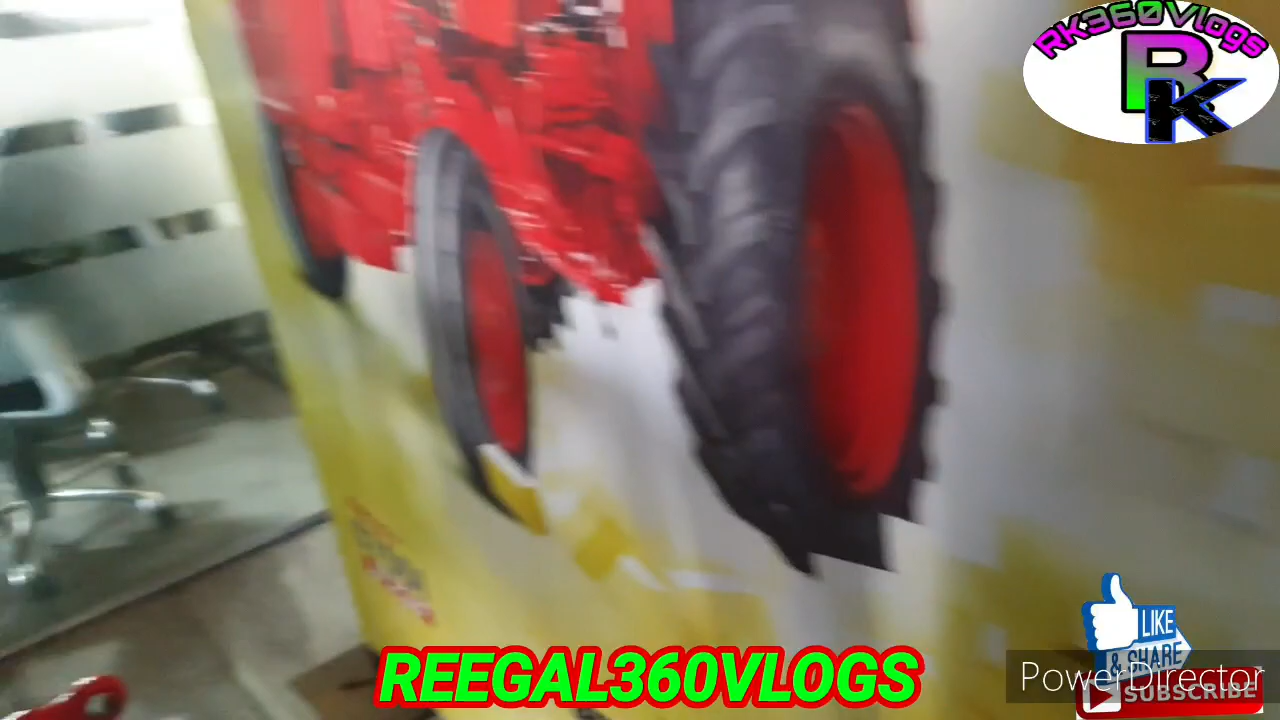 RK360Vlogs
RK
REEGAL360VLOGS
LIKE
& SHARE
PowerDirector
SUBSCRIBE